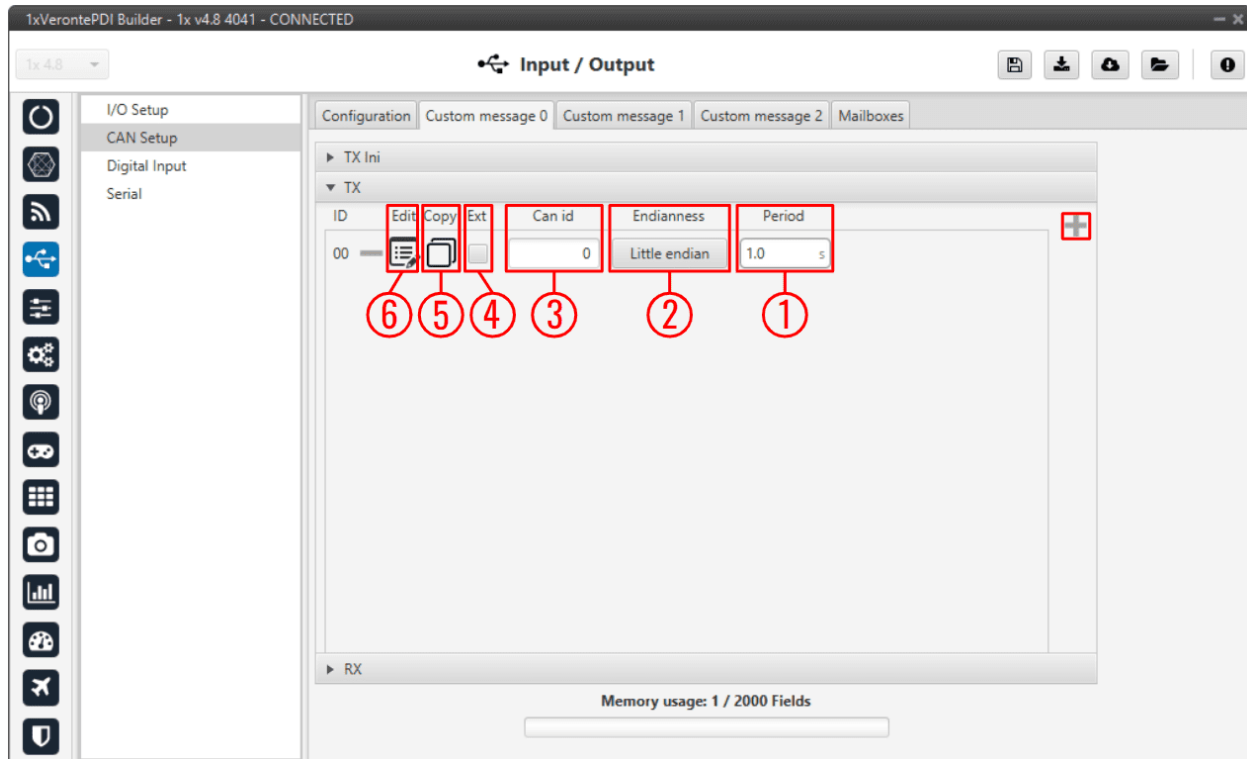 1xVerontePDI Builder - 1x v4.8 4041 - CONNECTED
1x 4.8
Input / Output
I/O Setup
CAN Setup
Digital Input
Serial
Configuration Custom message 0 Custom message 1 Custom message 2 Mailboxes
TX Ini
TX
ID Edit Copy Ext Can id Endianness Period
00 0 Little endian 1.0 s
6 5 4 3 2 1
RX
Memory usage: 1 / 2000 Fields